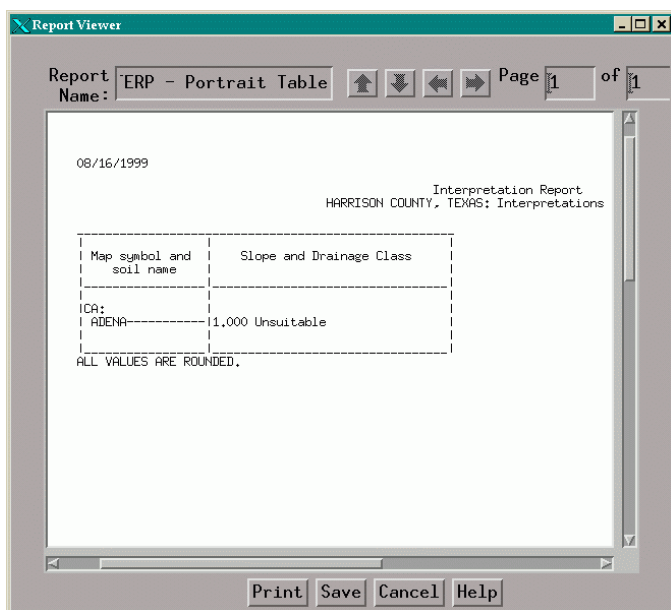 Report Viewer
Report Name: TERP - Portrait Table Page 1 of 1
08/16/1999
Interpretation Report
HARRISON COUNTY, TEXAS: Interpretations
Map symbol and soil name | Slope and Drainage Class
CA:
ADENA-----------|1.000 Unsuitable
ALL VALUES ARE ROUNDED.
Print Save Cancel Help